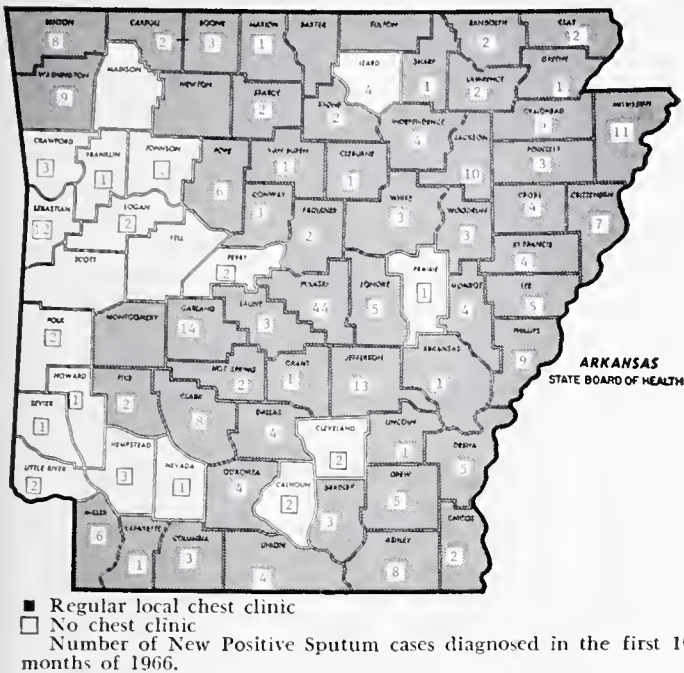 BENTON
8
CARROLL
2
BOONE
3
MARION
1
BAXTER
FULTON
RANDOLPH
2
CLAY
2
WASHINGTON
9
MADISON
NEWTON
SEARCY
2
STONE
2
IZARD
4
SHARP
1
LAWRENCE
2
GREENE
1
CRAIGHEAD
MISSISSIPPI
11
INDEPENDENCE
4
JACKSON
10
POINSETT
3
CRAWFORD
3
FRANKLIN
1
JOHNSON
POPE
6
VAN BUREN
1
CLEBURNE
1
CONWAY
3
FAULKNER
2
WHITE
3
WOODRUFF
3
CROSS
4
CRITTENDEN
7
SEBASTIAN
12
LOGAN
2
YELL
SCOTT
PERRY
2
ST FRANCIS
4
PULASKI
44
LONOKE
5
PRAIRIE
1
MONROE
4
LEE
5
PHILLIPS
9
POLK
2
MONTGOMERY
GARLAND
14
SALINE
3
HOT SPRING
2
GRANT
1
JEFFERSON
13
ARKANSAS
1
HOWARD
1
PIKE
2
CLARK
8
DALLAS
4
CLEVELAND
2
LINCOLN
1
DESHA
5
SEVIER
1
LITTLE RIVER
2
HEMPSTEAD
3
NEVADA
1
OUACHITA
4
CALHOUN
2
BRADLEY
3
DREW
5
MILLER
6
LAFAYETTE
1
COLUMBIA
3
UNION
4
ASHLEY
8
CHICOT
2
ARKANSAS
STATE BOARD OF HEALTH
Regular local chest clinic
No chest clinic
Number of New Positive Sputum cases diagnosed in the first
months of 1966.